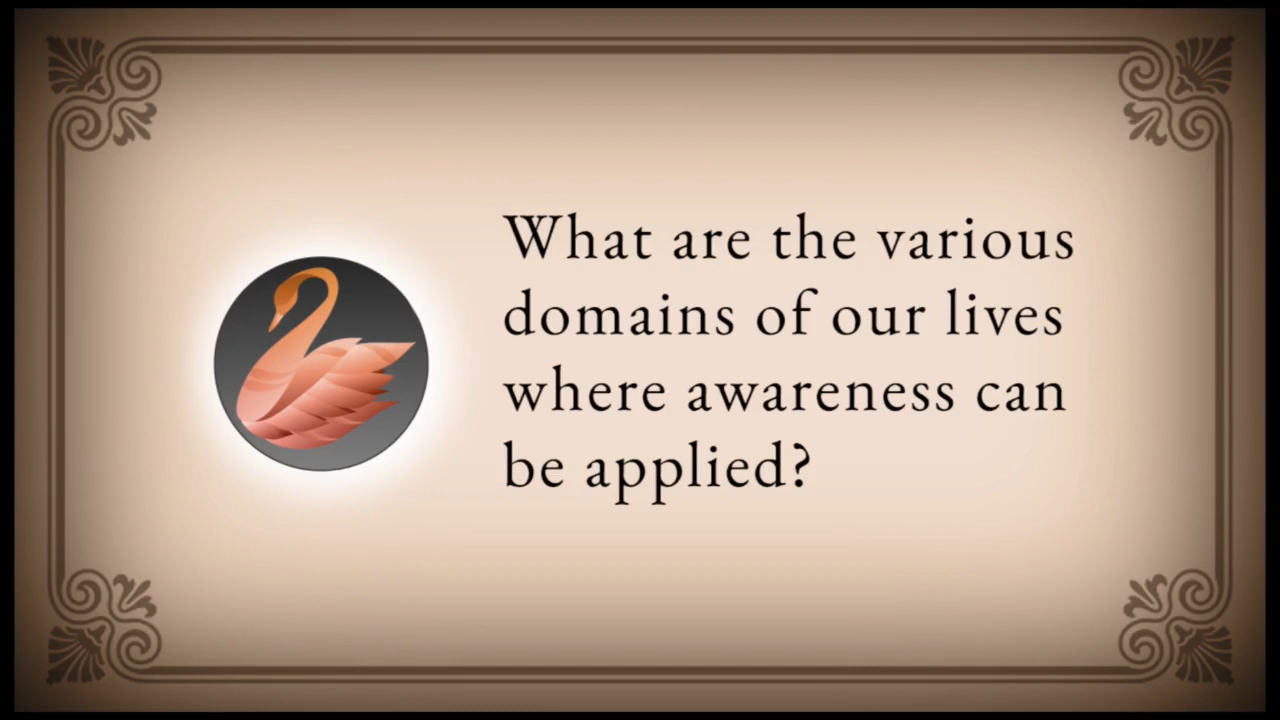 What are the various
domains of our lives
where awareness can
be applied?